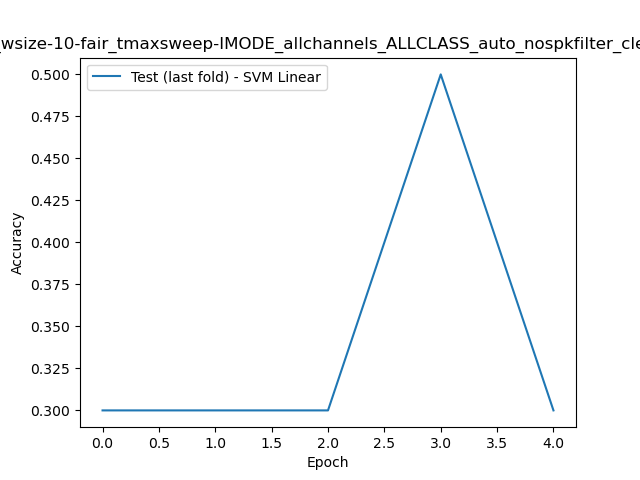 wsize-10-fair_tmaxsweep-IMODE_allchannels_ALLCLASS_auto_nospkfilter_cle
Test (last fold) - SVM Linear
0.500
0.475
0.450
0.425
0.400
0.375
0.350
0.325
0.300
Accuracy
0.0 0.5 1.0 1.5 2.0 2.5 3.0 3.5 4.0
Epoch